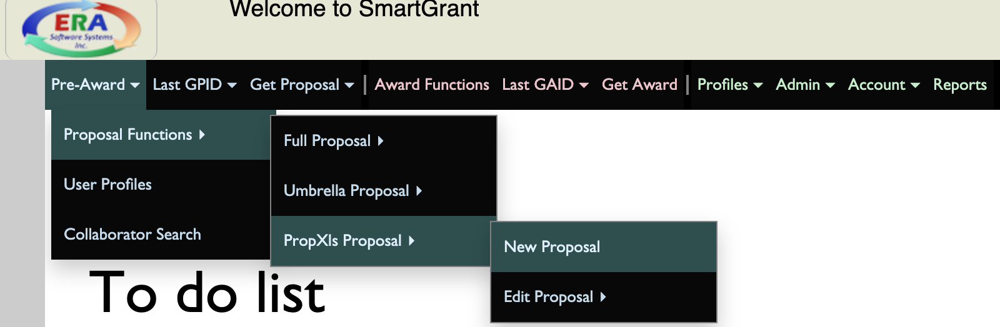 Welcome to SmartGrant
ERA
Software Systems
Inc.
Pre-Award Last GPID Get Proposal Award Functions Last GAID Get Award Profiles Admin Account Reports
Proposal Functions
User Profiles
Collaborator Search
Full Proposal
Umbrella Proposal
PropXls Proposal
New Proposal
Edit Proposal
To do list